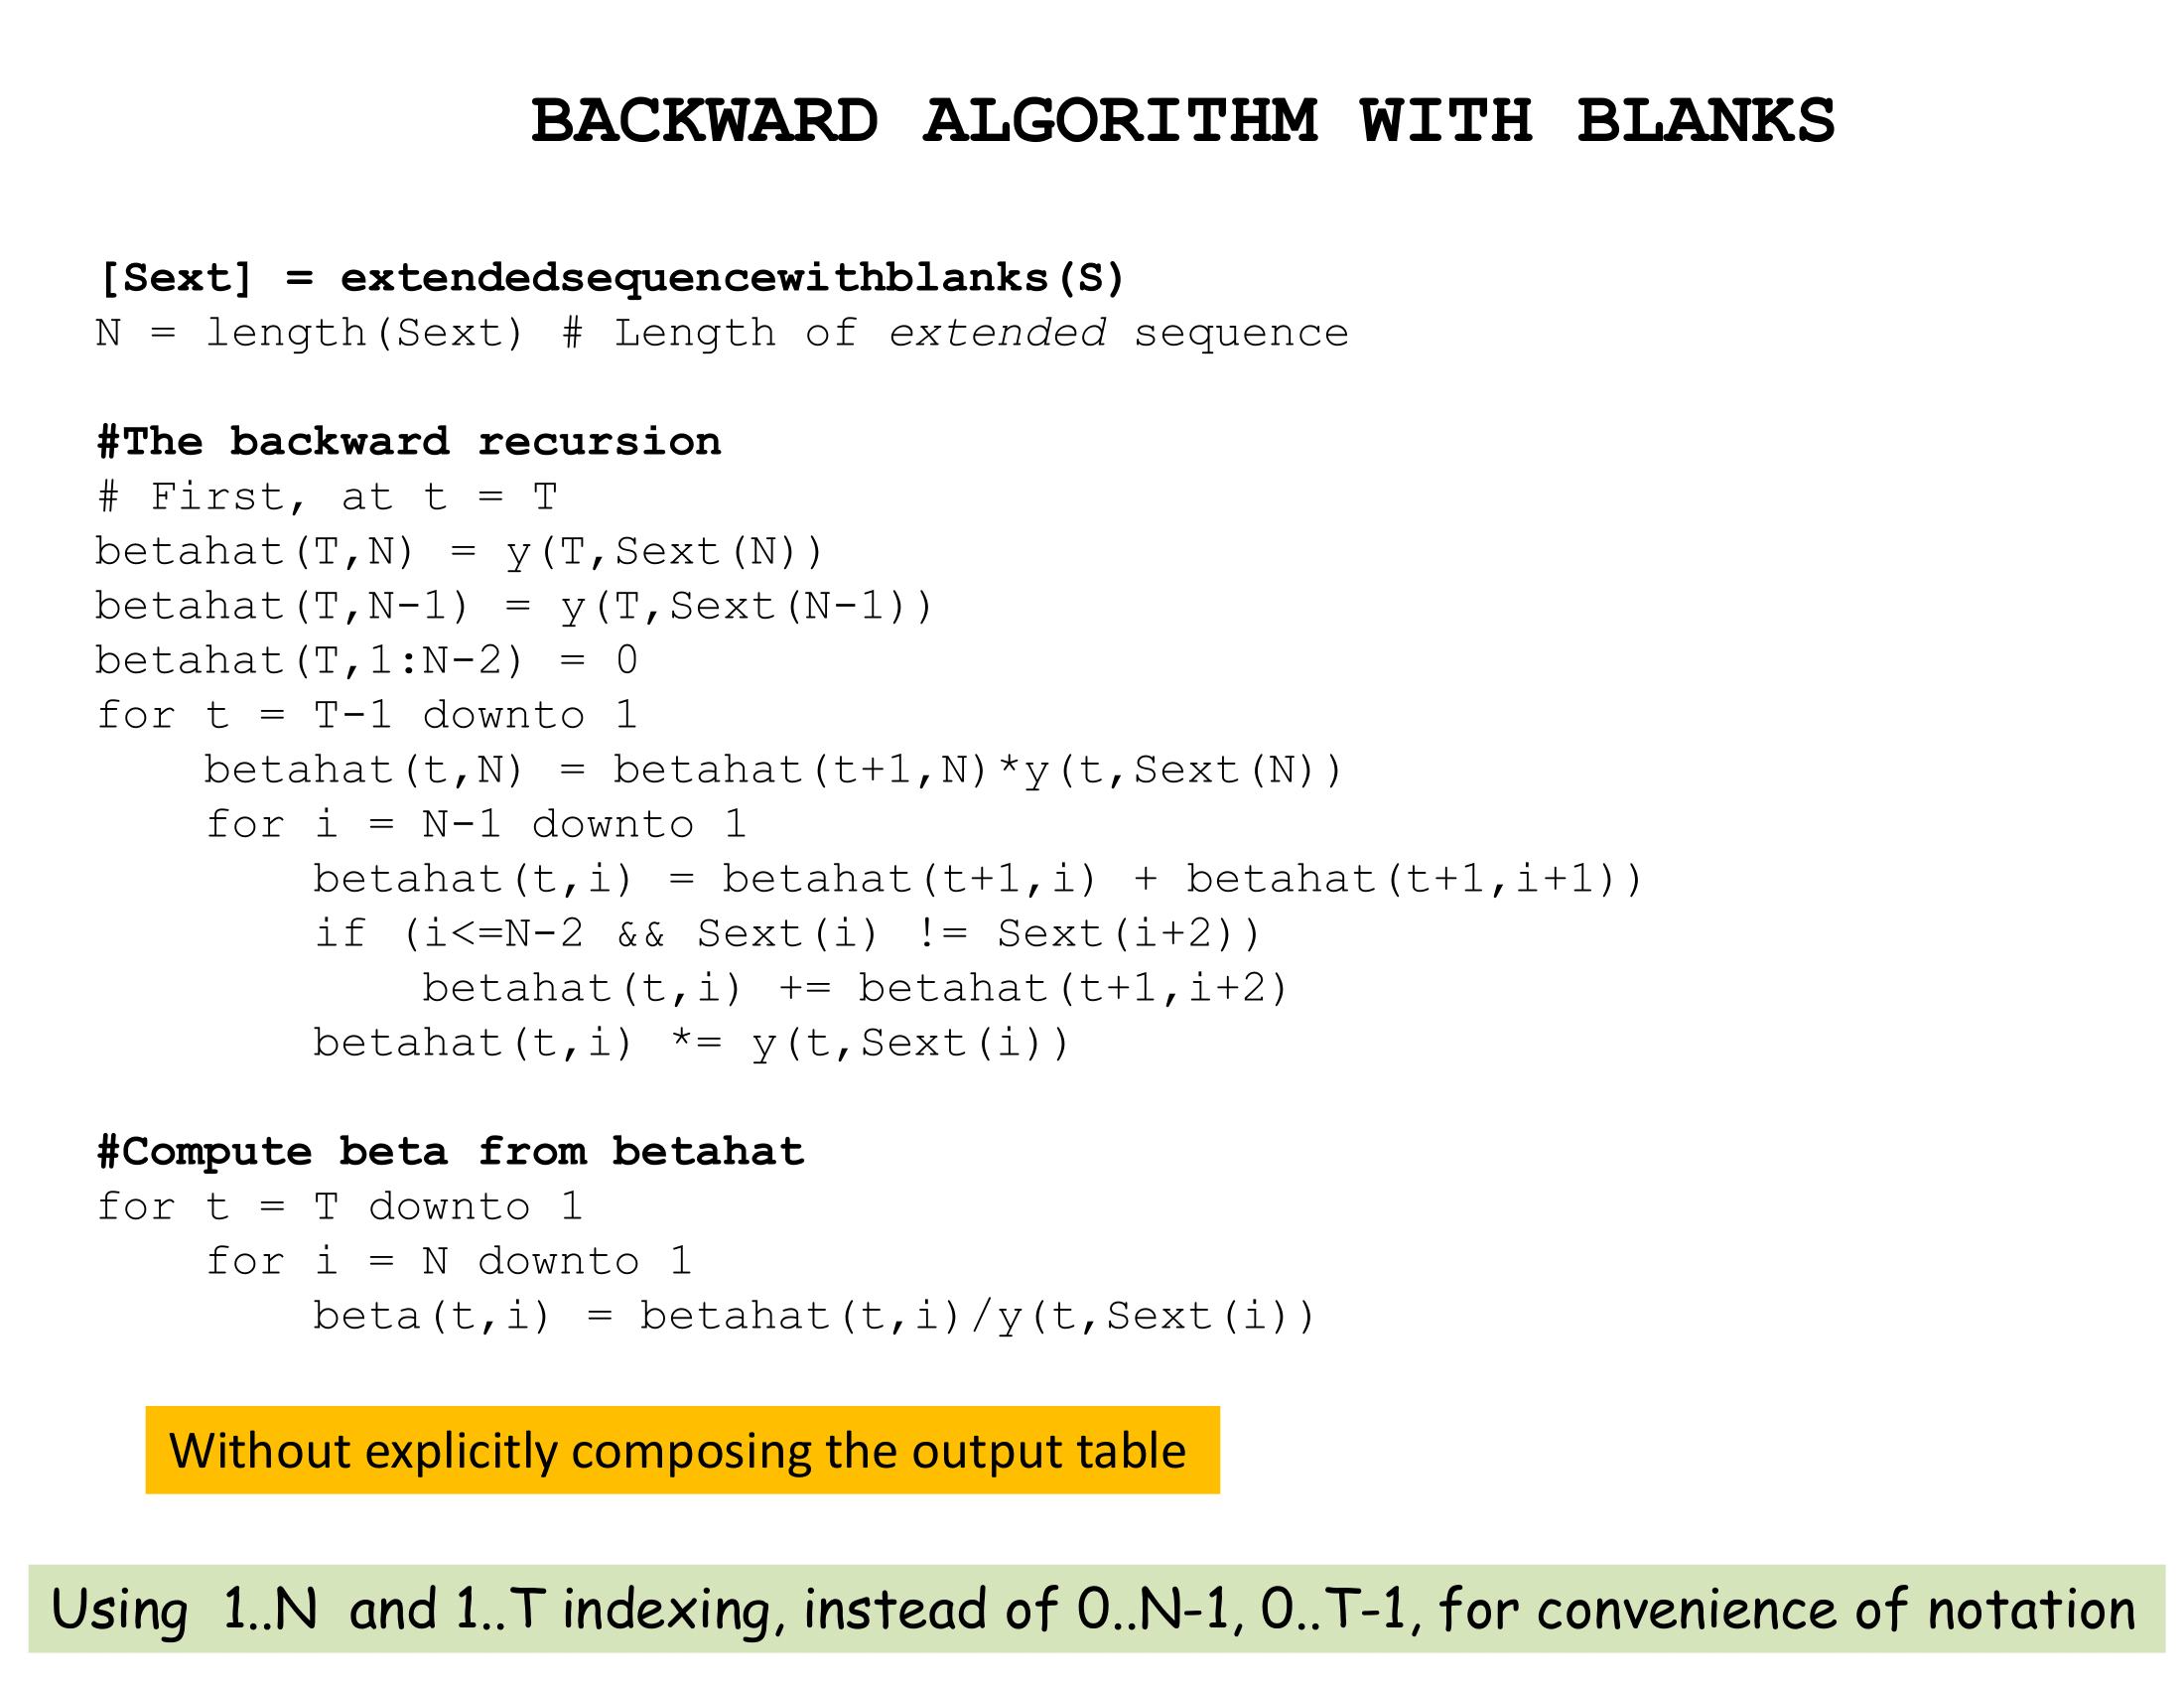 BACKWARD ALGORITHM WITH BLANKS
[Sext] = extendedsequencewithblanks(S)
N = length(Sext) # Length of extended sequence
#The backward recursion
# First, at t = T
betahat(T,N) = y(T,Sext(N))
betahat(T,N-1) = y(T,Sext(N-1))
betahat(T,1:N-2) = 0
for t = T-1 downto 1
    betahat(t,N) = betahat(t+1,N)*y(t,Sext(N))
    for i = N-1 downto 1
        betahat(t,i) = betahat(t+1,i) + betahat(t+1,i+1))
        if (i<=N-2 && Sext(i) != Sext(i+2))
            betahat(t,i) += betahat(t+1,i+2)
        betahat(t,i) *= y(t,Sext(i))
#Compute beta from betahat
for t = T downto 1
    for i = N downto 1
        beta(t,i) = betahat(t,i)/y(t,Sext(i))
Without explicitly composing the output table
Using 1..N and 1..T indexing, instead of 0..N-1, 0..T-1, for convenience of notation